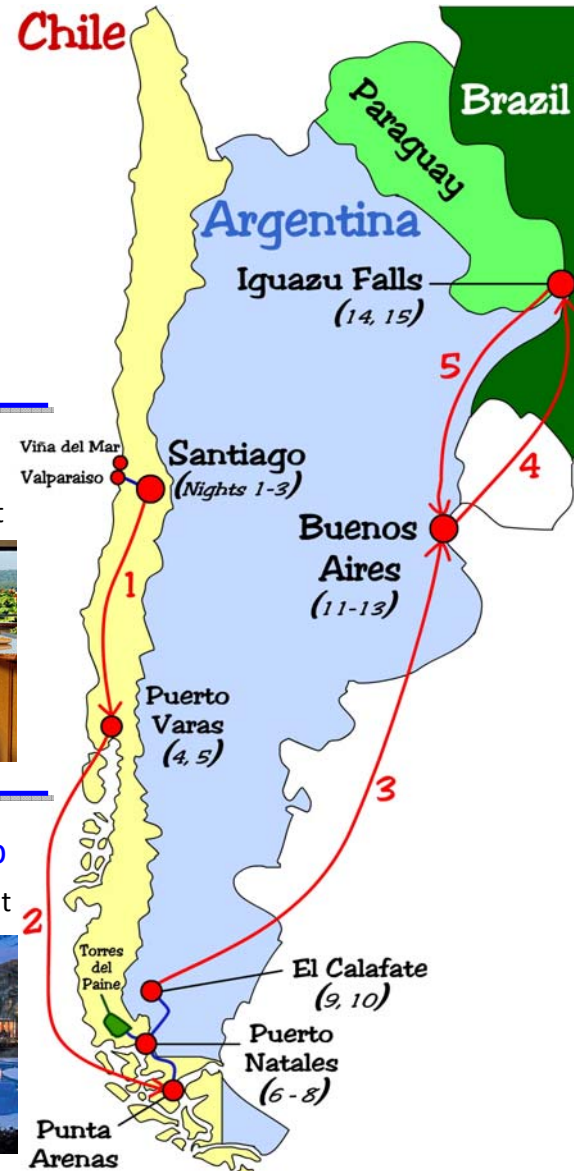 Chile
Brazil
Paraguay
Argentina
Iguazu Falls
(14, 15)
5
4
Viña del Mar
Valparaiso
Santiago
(Nights 1-3)
Buenos
Aires
(11-13)
1
t
Puerto
Varas
(4, 5)
3
2
t
Torres
del
Paine
El Calafate
(9, 10)
Puerto
Natales
(6 - 8)
Punta
Arenas